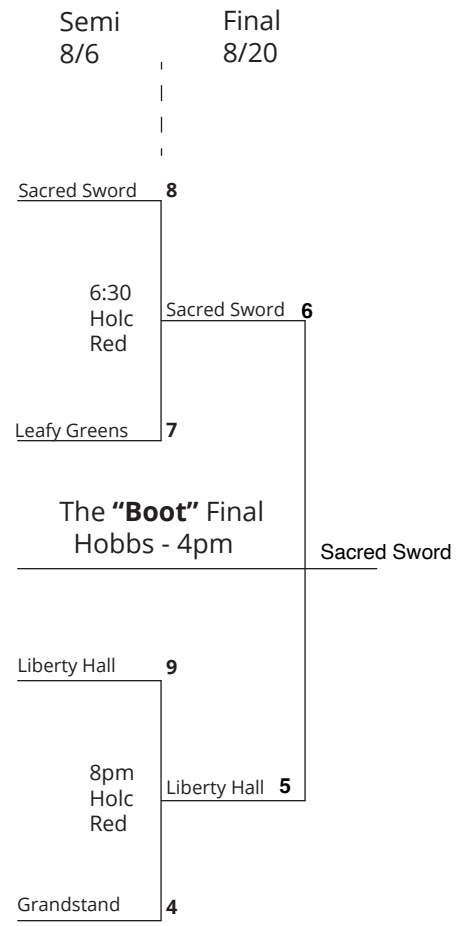 Semi
8/6
Final
8/20
Sacred Sword 8
6:30
Holc
Red
Sacred Sword 6
Leafy Greens 7
The “Boot” Final
Hobbs - 4pm
Sacred Sword
Liberty Hall 9
8pm
Holc
Red
Liberty Hall 5
Grandstand 4